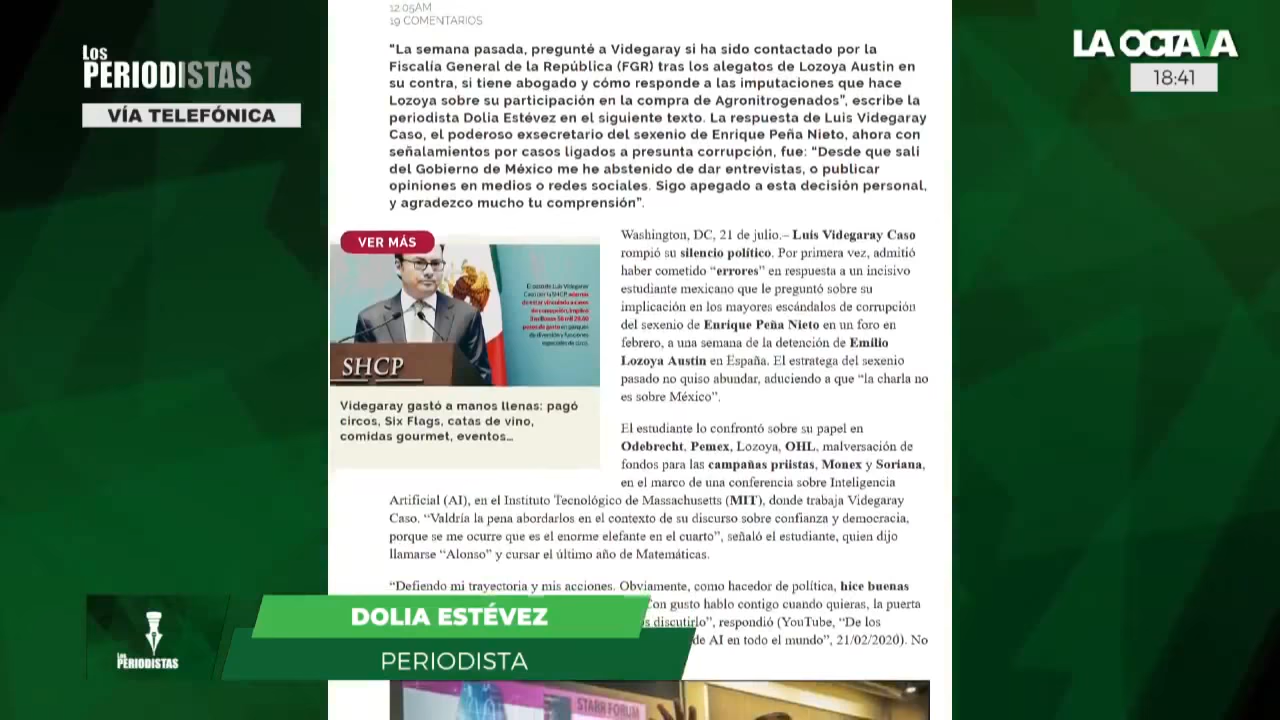 Los
PERIODISTAS
VÍA TELEFÓNICA
LA OCTAVA
18:41
12:05AM
19 COMENTARIOS
"La semana pasada, pregunté a Videgaray si ha sido contactado por la
Fiscalía General de la República (FGR) tras los alegatos de Lozoya Austin en
su contra, si tiene abogado y cómo responde a las imputaciones que hace
Lozoya sobre su participación en la compra de Agronitrogenados”, escribe la
periodista Dolia Estévez en el siguiente texto. La respuesta de Luis Videgaray
Caso, el poderoso exsecretario del sexenio de Enrique Peña Nieto, ahora con
señalamientos por casos ligados a presunta corrupción, fue: “Desde que salí
del Gobierno de México me he abstenido de dar entrevistas, o publicar
opiniones en medios o redes sociales. Sigo apegado a esta decisión personal,
y agradezco mucho tu comprensión”.
VER MÁS
SHCP
Videgaray gastó a manos llenas: pagó
circos, Six Flags, catas de vino,
comidas gourmet, eventos…
Washington, DC, 21 de julio.– Luis Videgaray Caso
rompió su silencio político. Por primera vez, admitió
haber cometido “errores” en respuesta a un incisivo
estudiante mexicano que le preguntó sobre su
implicación en los mayores escándalos de corrupción
del sexenio de Enrique Peña Nieto en un foro en
febrero, a una semana de la detención de Emilio
Lozoya Austin en España. El estratega del sexenio
pasado no quiso abundar, aduciendo a que “la charla no
es sobre México”.
El estudiante lo confrontó sobre su papel en
Odebrecht, Pemex, Lozoya, OHL, malversación de
fondos para las campañas priistas, Monex y Soriana,
en el marco de una conferencia sobre Inteligencia
Artificial (AI), en el Instituto Tecnológico de Massachusetts (MIT), donde trabaja Videgaray
Caso. “Valdría la pena abordarlos en el contexto de su discurso sobre confianza y democracia,
porque se me ocurre que es el enorme elefante en el cuarto”, señaló el estudiante, quien dijo
llamarse “Alonso” y cursar el último año de Matemáticas.
“Defiendo mi trayectoria y mis acciones. Obviamente, como hacedor de política, hice buenas
Con gusto hablo contigo cuando quieras, la puerta
discutirlo”, respondió (YouTube, “De los
de AI en todo el mundo”, 21/02/2020). No
DOLIA ESTÉVEZ
PERIODISTA
Los
PERIODISTAS
STARR FORUM